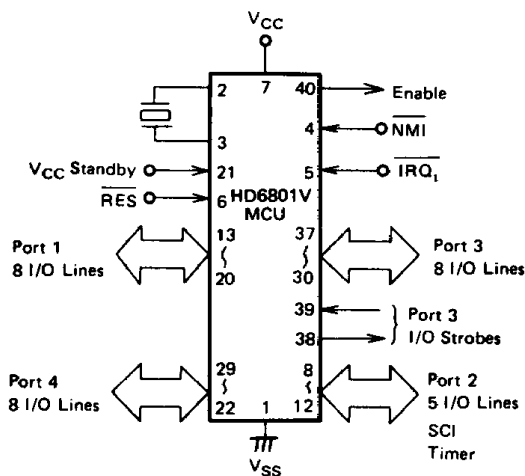 VCC
2 7 40 Enable
3 4 NMI
VCC Standby 21 5 IRQ1
RES 6 HD6801V
MCU
Port 1 13 37 Port 3
8 I/O Lines 20 30 8 I/O Lines
39 Port 3
38 I/O Strobes
Port 4 29 8 Port 2
8 I/O Lines 22 1 12 5 I/O Lines
SCI
VSS Timer